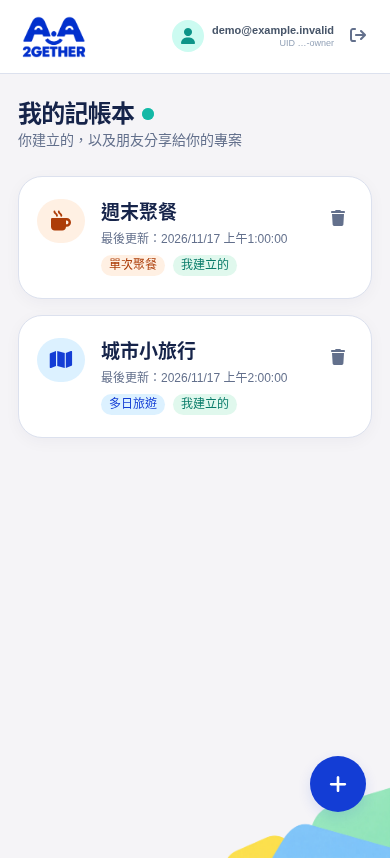 AA
2GETHER
demo@example.invalid
UID …-owner
我的記帳本
你建立的，以及朋友分享給你的專案
週末聚餐
最後更新：2026/11/17 上午1:00:00
單次聚餐 我建立的
城市小旅行
最後更新：2026/11/17 上午2:00:00
多日旅遊 我建立的